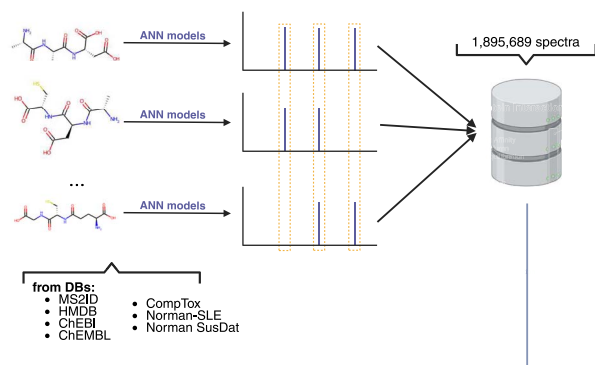 1,895,689 spectra
ANN models
ANN models
...
ANN models
from DBs:
• MS2ID
• HMDB
• ChEBI
• ChEMBL
• CompTox
• Norman-SLE
• Norman SusDat